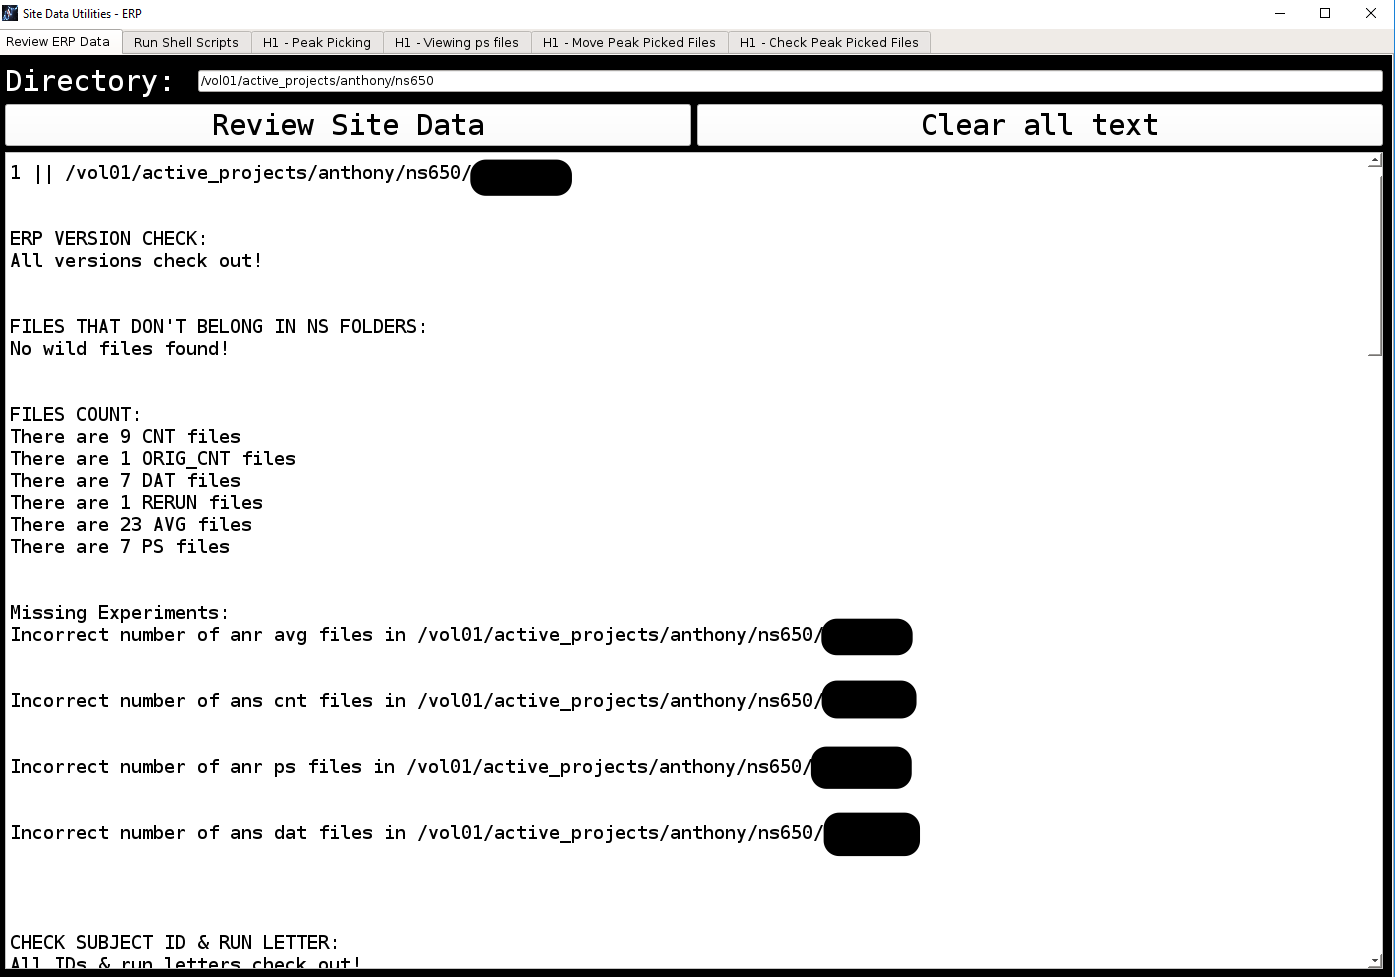 Site Data Utilities - ERP
Review ERP Data
Run Shell Scripts
H1 - Peak Picking
H1 - Viewing ps files
H1 - Move Peak Picked Files
H1 - Check Peak Picked Files
Directory: /vol01/active_projects/anthony/ns650
Review Site Data
Clear all text
1 || /vol01/active_projects/anthony/ns650/
ERP VERSION CHECK:
All versions check out!
FILES THAT DON'T BELONG IN NS FOLDERS:
No wild files found!
FILES COUNT:
There are 9 CNT files
There are 1 ORIG_CNT files
There are 7 DAT files
There are 1 RERUN files
There are 23 AVG files
There are 7 PS files
Missing Experiments:
Incorrect number of anr avg files in /vol01/active_projects/anthony/ns650/
Incorrect number of ans cnt files in /vol01/active_projects/anthony/ns650/
Incorrect number of anr ps files in /vol01/active_projects/anthony/ns650/
Incorrect number of ans dat files in /vol01/active_projects/anthony/ns650/
CHECK SUBJECT ID & RUN LETTER:
All IDs & run letters check out!